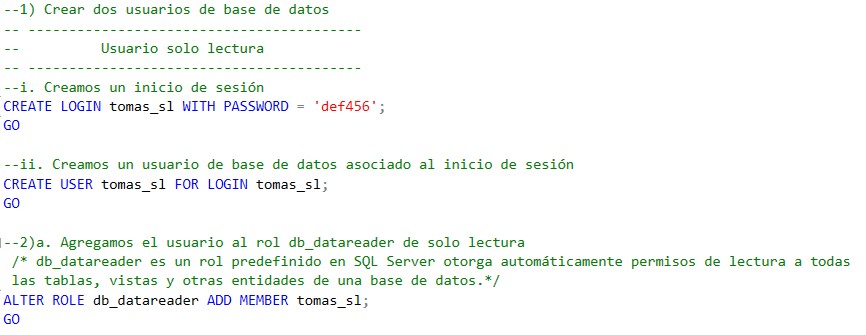 --1) Crear dos usuarios de base de datos
-- -----------------------------------------
--          Usuario solo lectura
-- -----------------------------------------
--i. Creamos un inicio de sesión
CREATE LOGIN tomas_sl WITH PASSWORD = 'def456';
GO

--ii. Creamos un usuario de base de datos asociado al inicio de sesión
CREATE USER tomas_sl FOR LOGIN tomas_sl;
GO

--2)a. Agregamos el usuario al rol db_datareader de solo lectura
/* db_datareader es un rol predefinido en SQL Server otorga automáticamente permisos de lectura a todas
las tablas, vistas y otras entidades de una base de datos.*/
ALTER ROLE db_datareader ADD MEMBER tomas_sl;
GO